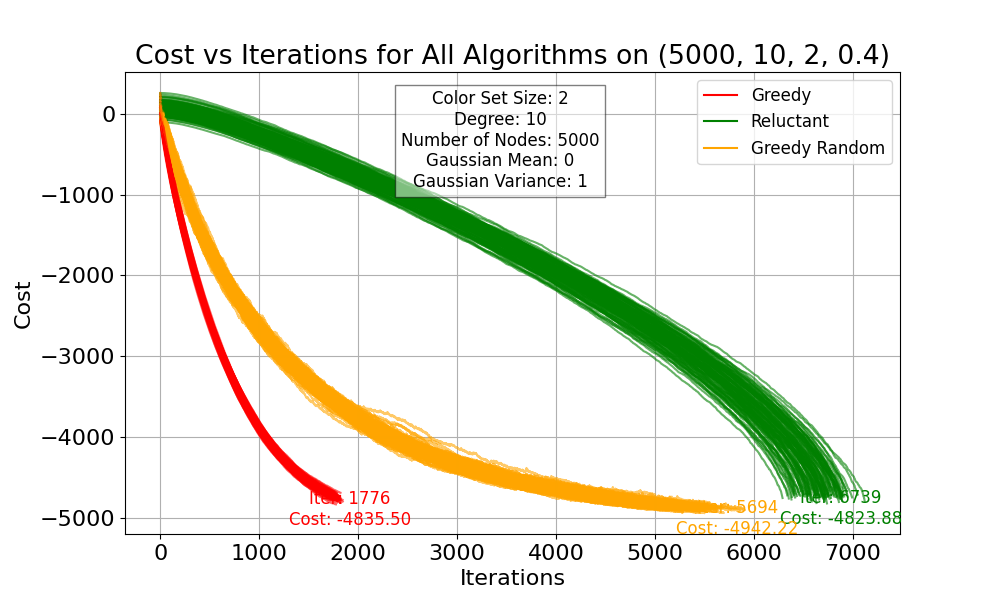 Cost vs Iterations for All Algorithms on (5000, 10, 2, 0.4)
Color Set Size: 2
Degree: 10
Number of Nodes: 5000
Gaussian Mean: 0
Gaussian Variance: 1
Greedy
Reluctant
Greedy Random
Cost
0
−1000
−2000
−3000
−4000
−5000
Iter: 1776
Cost: -4835.50
5694
Cost: -4942.22
Iter: 6739
Cost: -4823.88
0
1000
2000
3000
4000
5000
6000
7000
Iterations